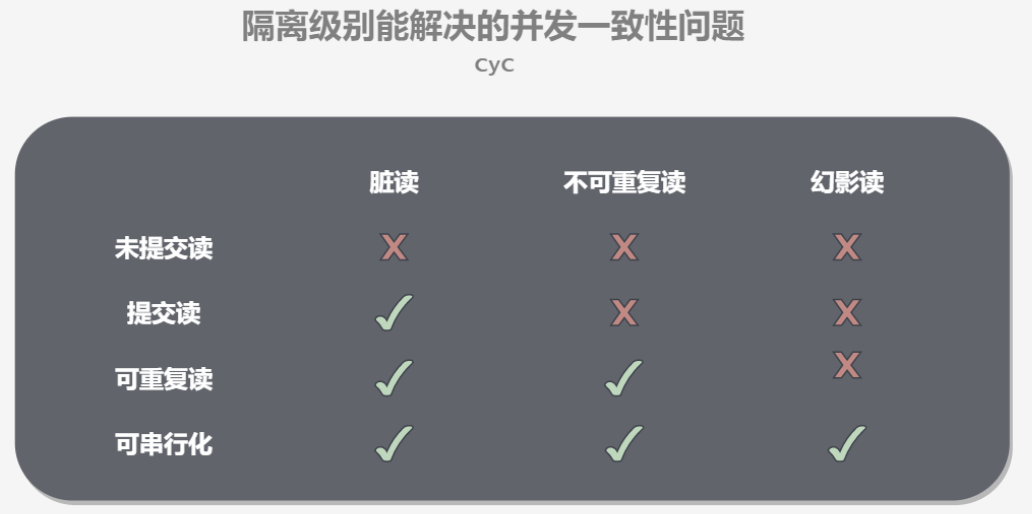 隔离级别能解决的并发一致性问题
CyC
脏读 不可重复读 幻影读
未提交读 X X X
提交读 ✓ X X
可重复读 ✓ ✓ X
可串行化 ✓ ✓ ✓